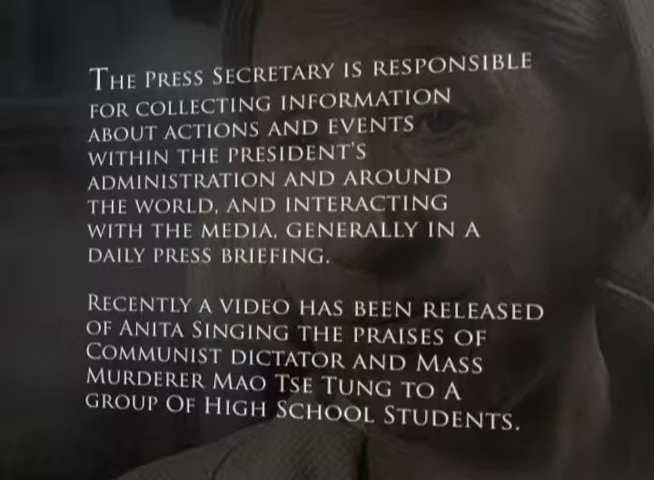 The Press Secretary is responsible
for collecting information
about actions and events
within the president's
administration and around
the world, and interacting
with the media, generally in a
daily press briefing.
Recently a video has been released
of Anita Singing the praises of
Communist dictator and Mass
Murderer Mao Tse Tung to A
group Of High School Students.